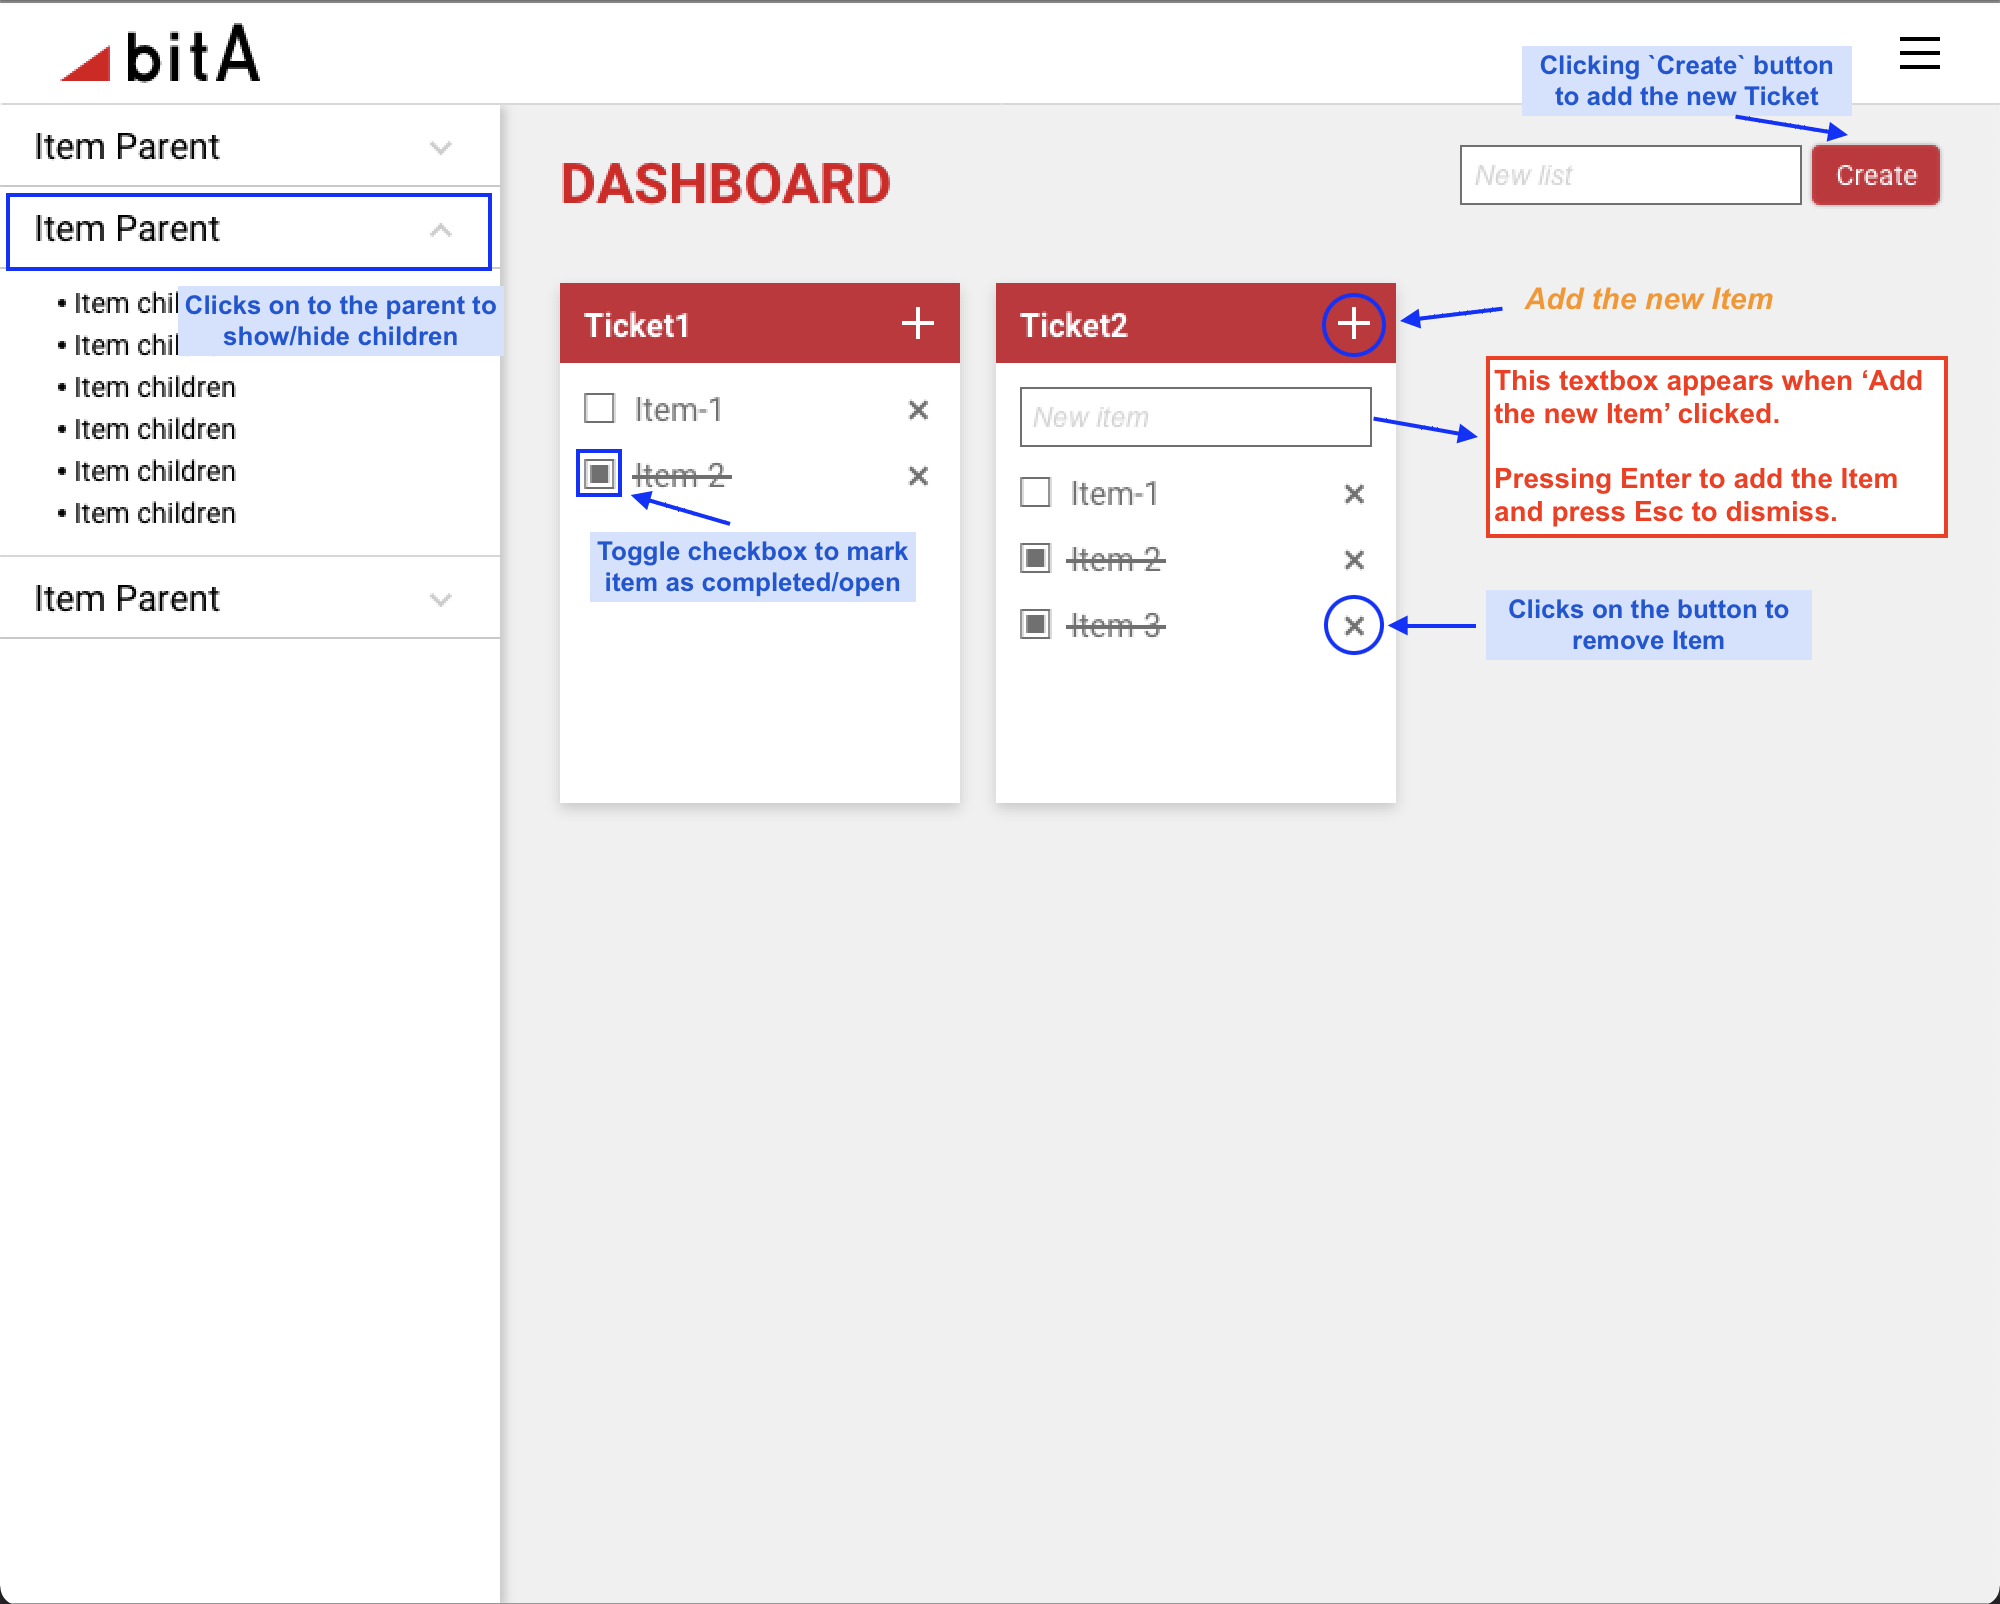 bitA
Clicking `Create` button
to add the new Ticket
Item Parent
Item Parent
• Item chil
Clicks on to the parent to
show/hide children
• Item chil
• Item children
• Item children
• Item children
• Item children
Item Parent
DASHBOARD
New list
Create
Ticket1
Item-1
Item-2
Toggle checkbox to mark
item as completed/open
Ticket2
Add the new Item
New item
This textbox appears when ‘Add
the new Item’ clicked.
Pressing Enter to add the Item
and press Esc to dismiss.
Item-1
Item-2
Item-3
Clicks on the button to
remove Item